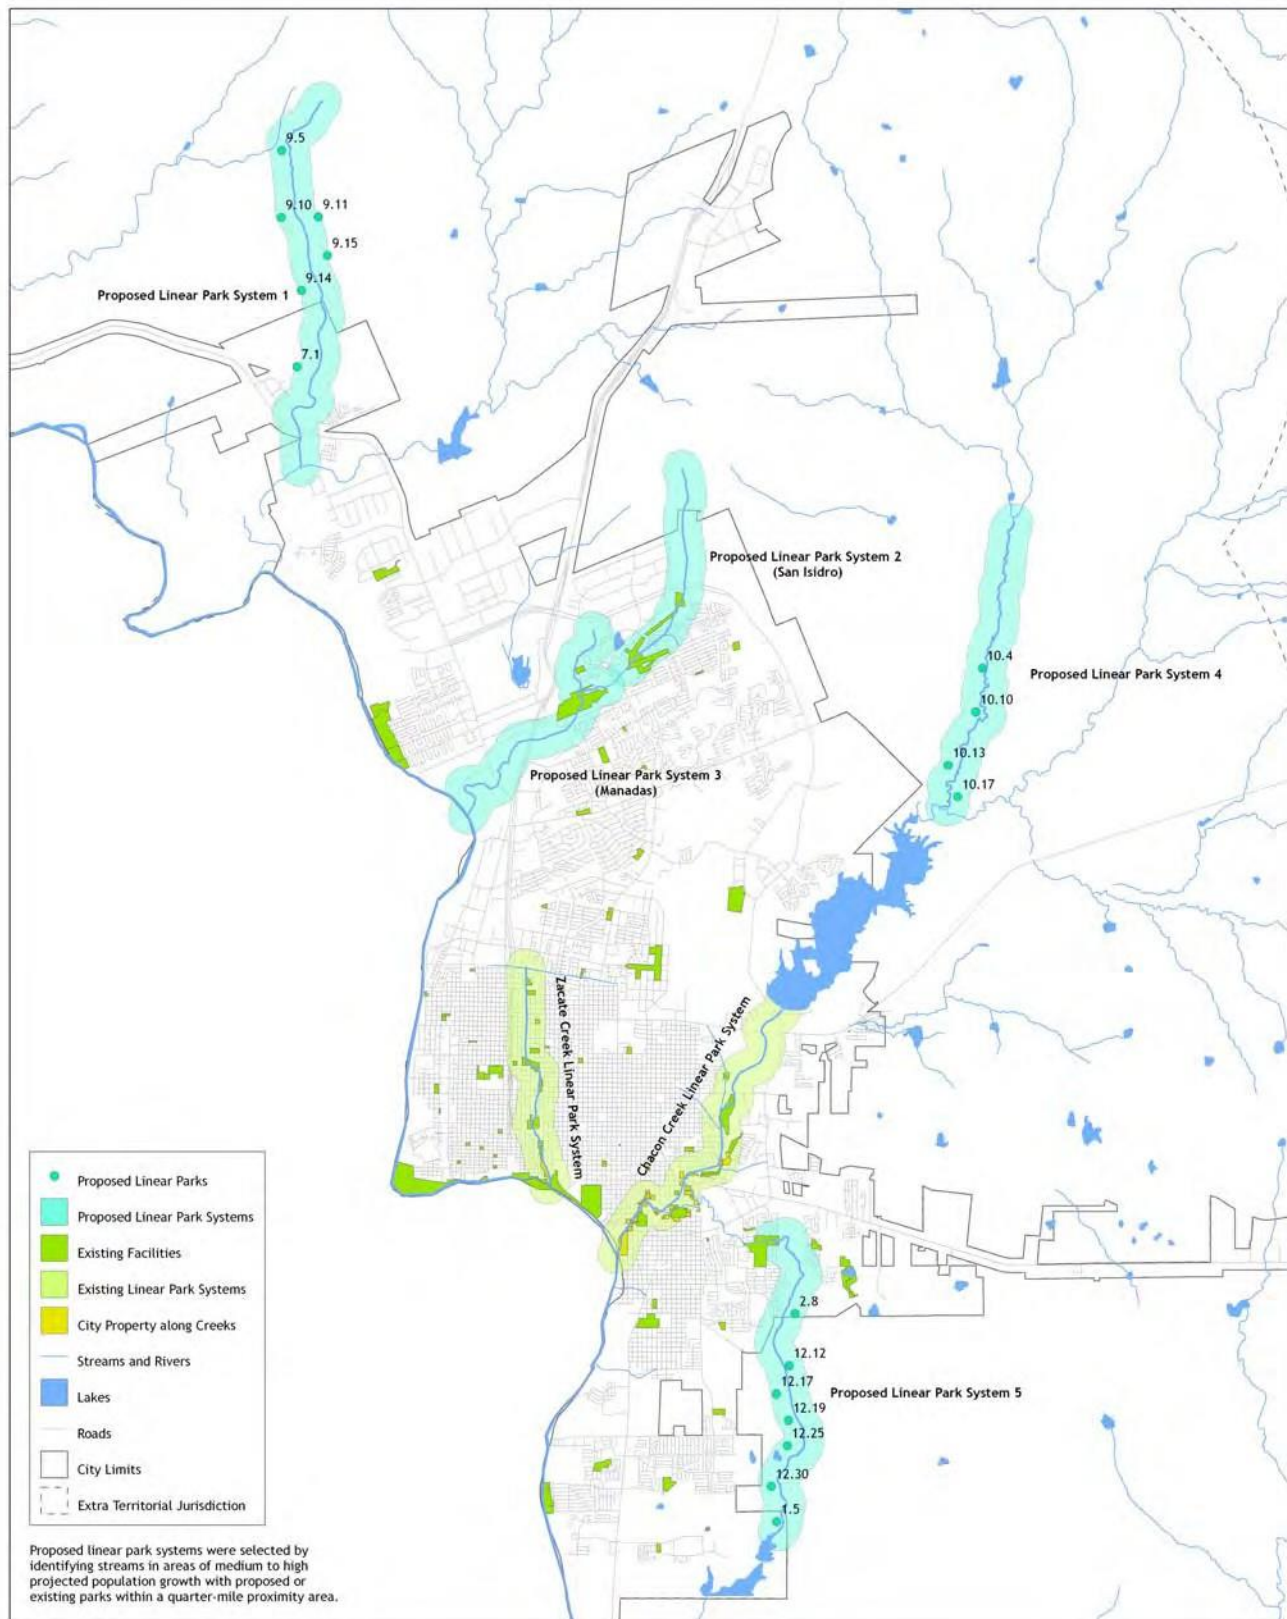 9.5
9.10
9.11
9.15
9.14
Proposed Linear Park System 1
7.1
Proposed Linear Park System 2
(San Isidro)
10.4
Proposed Linear Park System 4
10.10
10.13
10.17
Proposed Linear Park System 3
(Manadas)
Zacate Creek Linear Park System
Chacon Creek Linear Park System
2.8
12.12
12.17
Proposed Linear Park System 5
12.19
12.25
12.30
1.5
Proposed Linear Parks
Proposed Linear Park Systems
Existing Facilities
Existing Linear Park Systems
City Property along Creeks
Streams and Rivers
Lakes
Roads
City Limits
Extra Territorial Jurisdiction
Proposed linear park systems were selected by
identifying streams in areas of medium to high
projected population growth with proposed or
existing parks within a quarter-mile proximity area.